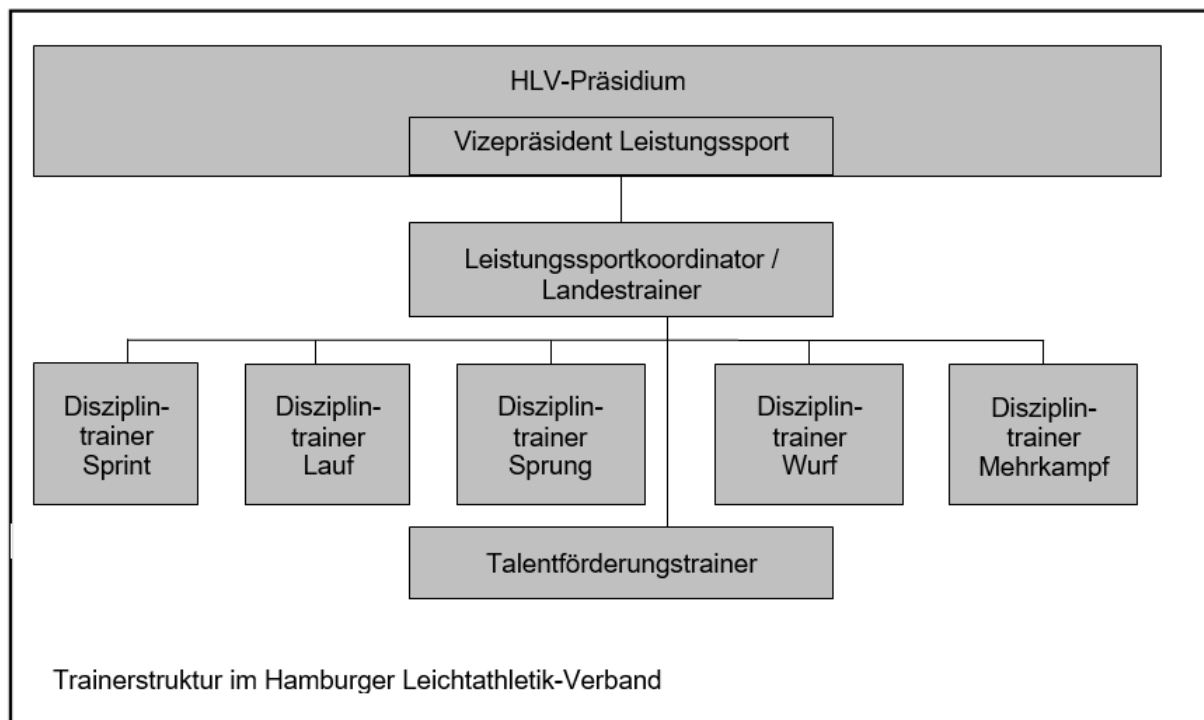 HLV-Präsidium
Vizepräsident Leistungssport
Leistungssportkoordinator /
Landestrainer
Disziplin-
trainer
Sprint
Disziplin-
trainer
Lauf
Disziplin-
trainer
Sprung
Disziplin-
trainer
Wurf
Disziplin-
trainer
Mehrkampf
Talentförderungstrainer
Trainerstruktur im Hamburger Leichtathletik-Verband